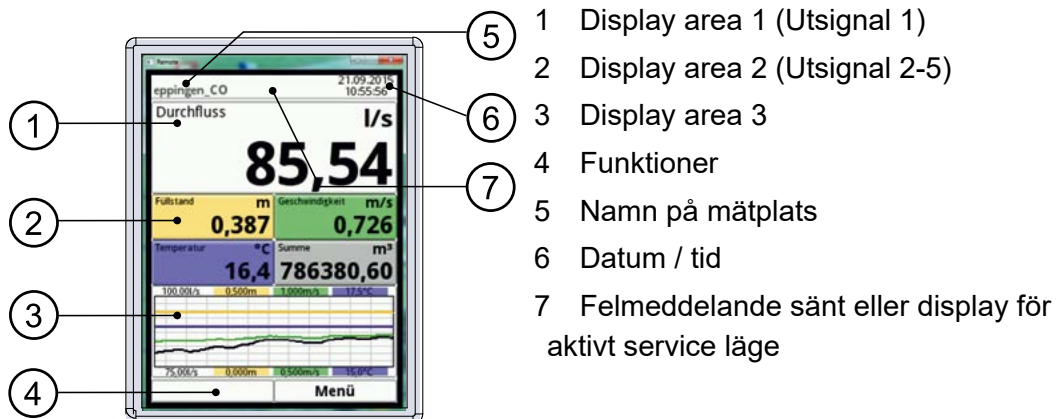 Remote
eppingen_CO
21.09.2015
10:55:56
Durchfluss
l/s
85,54
Füllstand m
0,387
Geschwindigkeit m/s
0,726
Temperatur °C
16,4
Summe m³
786380,60
100,00l/s 0,500m 1,000m/s 17,5°C
75,00l/s 0,000m 0,500m/s 15,0°C
Menü
1
2
3
4
5
6
7
1 Display area 1 (Utsignal 1)
2 Display area 2 (Utsignal 2-5)
3 Display area 3
4 Funktioner
5 Namn på mätplats
6 Datum / tid
7 Felmeddelande sänt eller display för
aktivt service läge